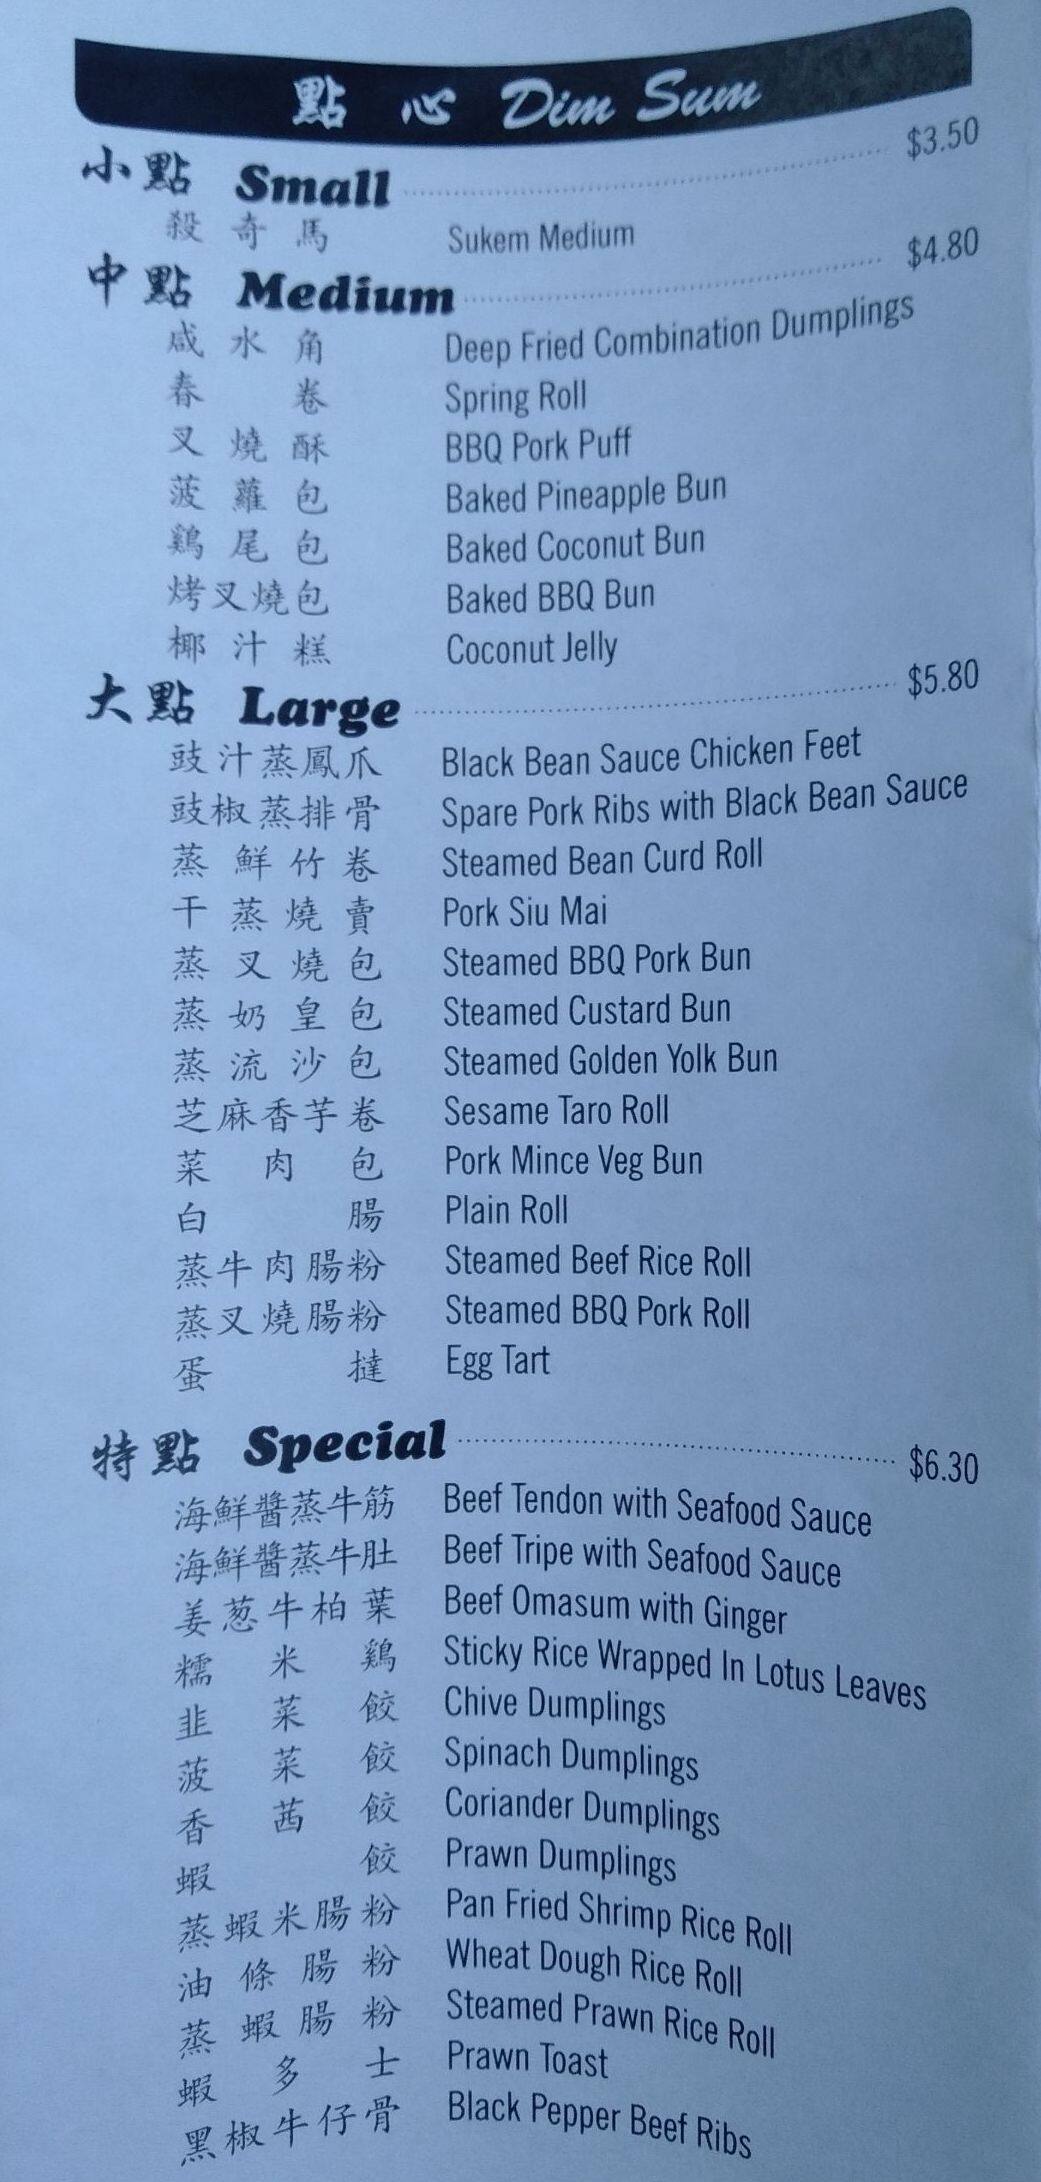 點心 Dim Sum
小點 Small $3.50
殺奇馬 Sukem Medium
中點 Medium $4.80
咸水角 Deep Fried Combination Dumplings
春卷 Spring Roll
叉燒酥 BBQ Pork Puff
菠蘿包 Baked Pineapple Bun
鷄尾包 Baked Coconut Bun
烤叉燒包 Baked BBQ Bun
椰汁糕 Coconut Jelly
大點 Large $5.80
豉汁蒸鳳爪 Black Bean Sauce Chicken Feet
豉椒蒸排骨 Spare Pork Ribs with Black Bean Sauce
蒸鮮竹卷 Steamed Bean Curd Roll
干蒸燒賣 Pork Siu Mai
蒸叉燒包 Steamed BBQ Pork Bun
蒸奶皇包 Steamed Custard Bun
蒸流沙包 Steamed Golden Yolk Bun
芝麻香芋卷 Sesame Taro Roll
菜肉包 Pork Mince Veg Bun
白腸 Plain Roll
蒸牛肉腸粉 Steamed Beef Rice Roll
蒸叉燒腸粉 Steamed BBQ Pork Roll
蛋撻 Egg Tart
特點 Special $6.30
海鮮醬蒸牛筋 Beef Tendon with Seafood Sauce
海鮮醬蒸牛肚 Beef Tripe with Seafood Sauce
姜葱牛柏葉 Beef Omasum with Ginger
糯米鷄 Sticky Rice Wrapped In Lotus Leaves
韭菜餃 Chive Dumplings
菠菜餃 Spinach Dumplings
香茜餃 Coriander Dumplings
蝦餃 Prawn Dumplings
蒸蝦米腸粉 Pan Fried Shrimp Rice Roll
油條腸粉 Wheat Dough Rice Roll
蒸蝦腸粉 Steamed Prawn Rice Roll
蝦多士 Prawn Toast
黑椒牛仔骨 Black Pepper Beef Ribs